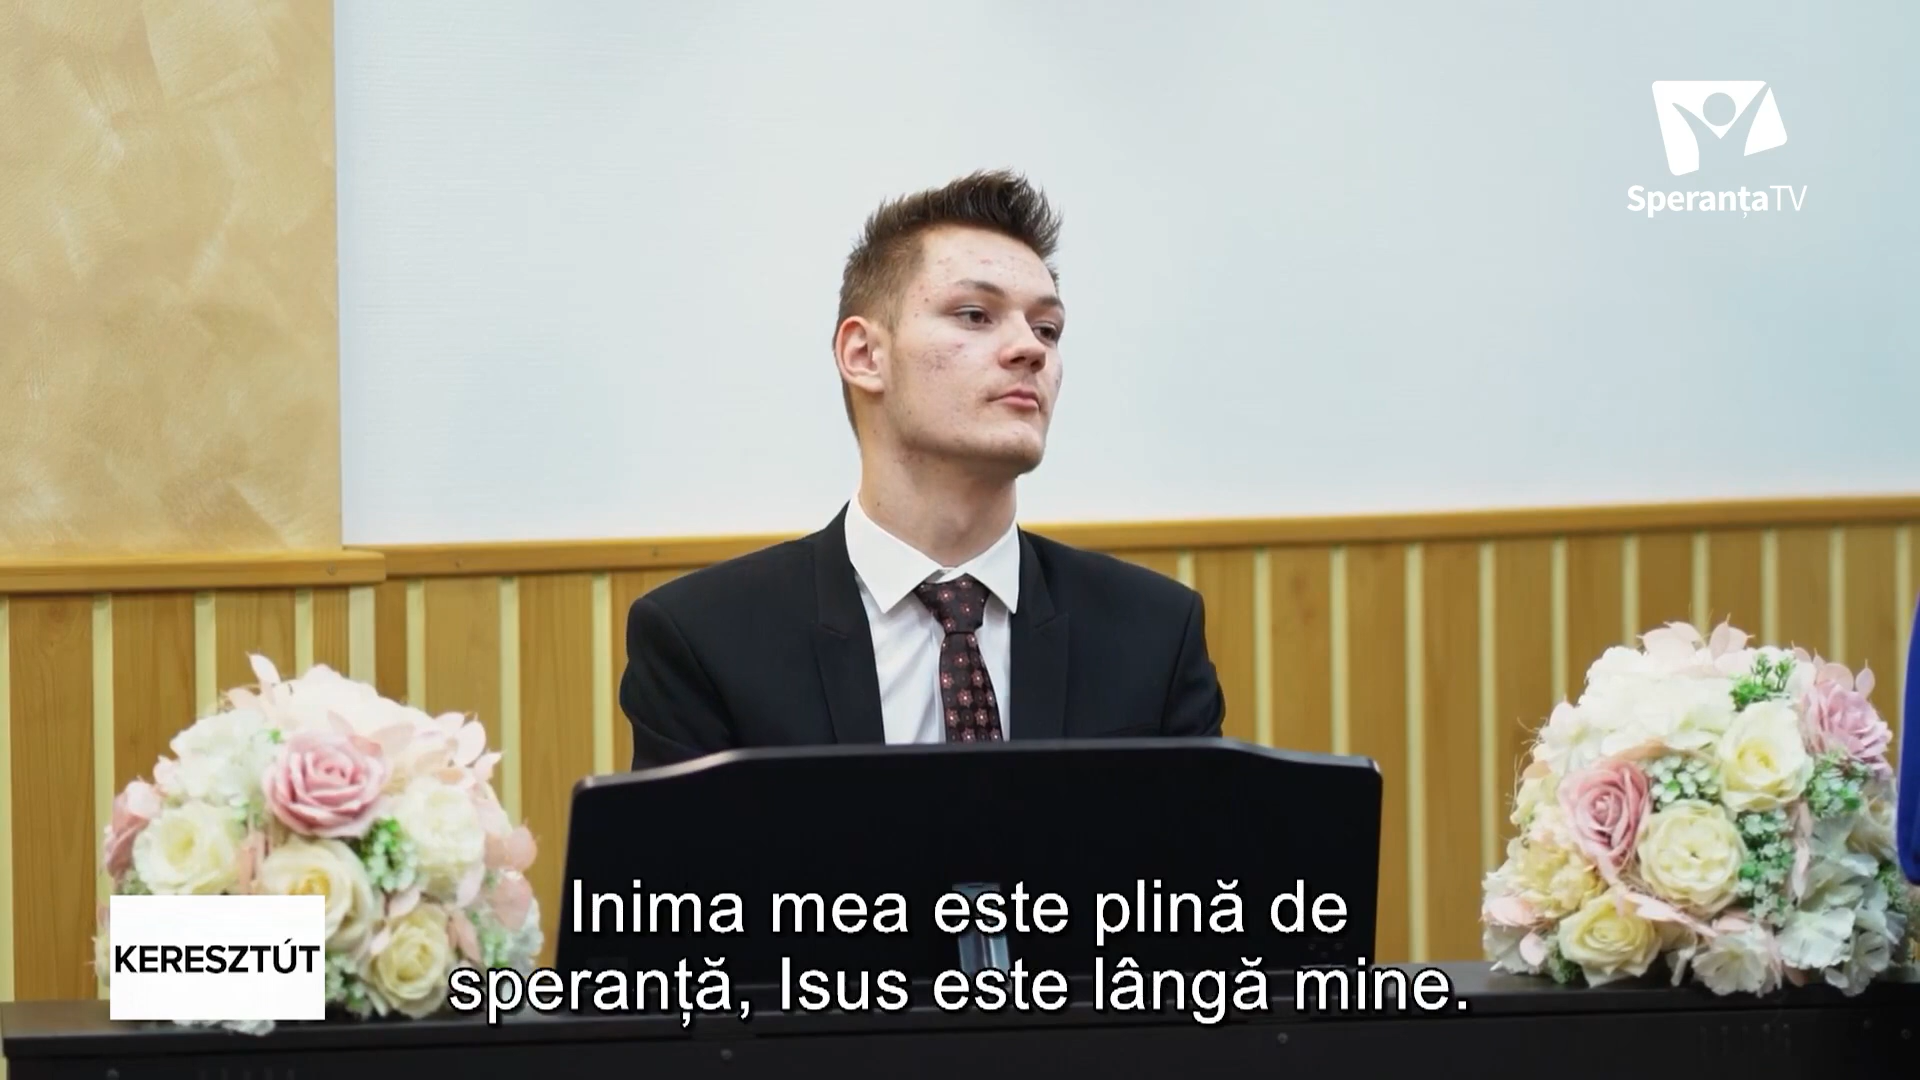 SperanțaTV
KERESZTÚT
Inima mea este plină de
speranță, Isus este lângă mine.